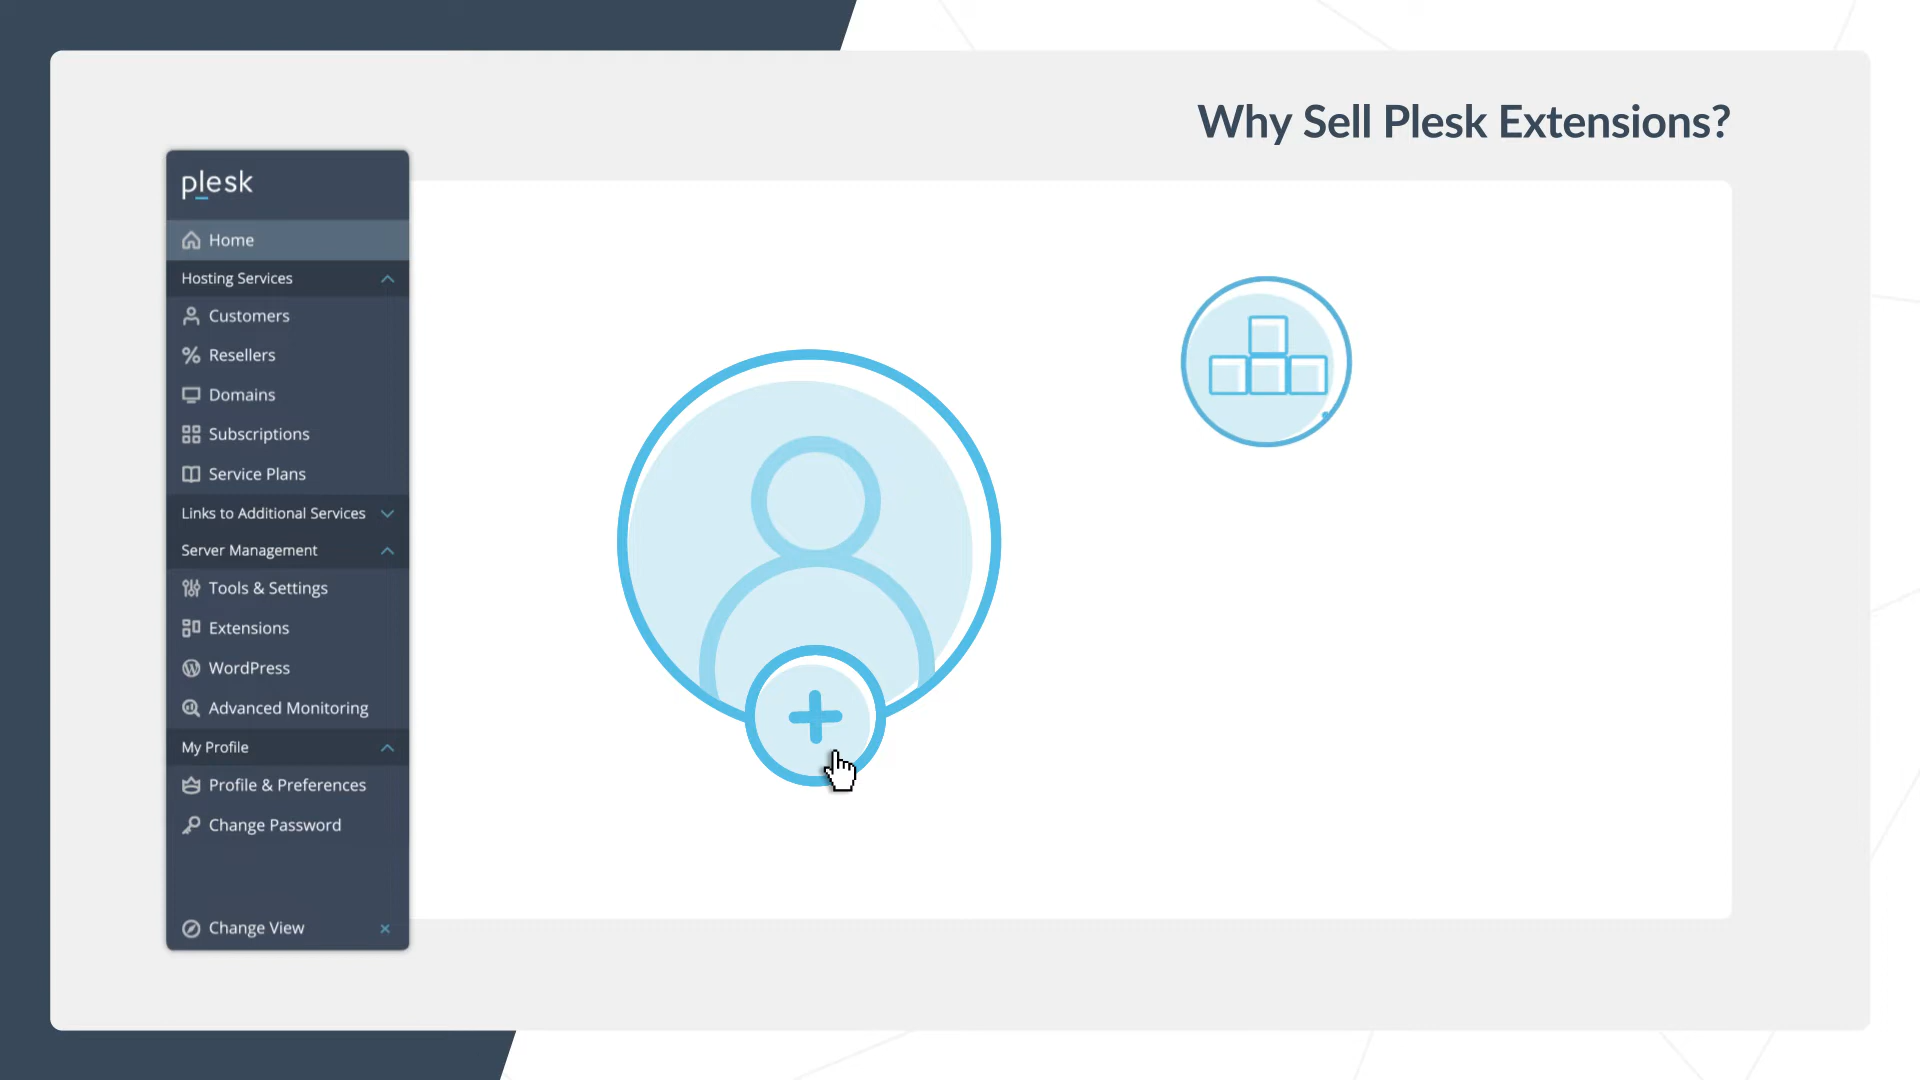 Why Sell Plesk Extensions?
plesk
Home
Hosting Services
Customers
Resellers
Domains
Subscriptions
Service Plans
Links to Additional Services
Server Management
Tools & Settings
Extensions
WordPress
Advanced Monitoring
My Profile
Profile & Preferences
Change Password
Change View